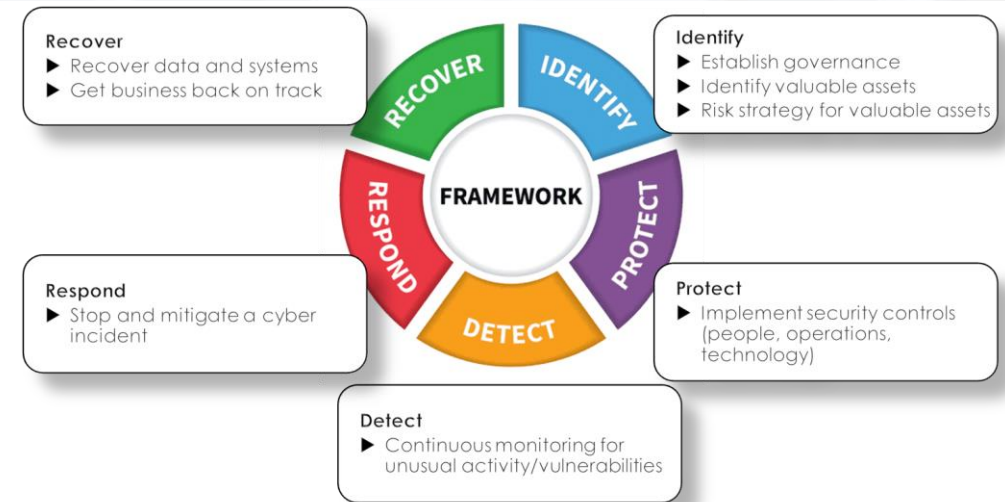 Recover
▶ Recover data and systems
▶ Get business back on track
RECOVER
IDENTIFY
Identify
▶ Establish governance
▶ Identify valuable assets
▶ Risk strategy for valuable assets
FRAMEWORK
RESPOND
PROTECT
DETECT
Respond
▶ Stop and mitigate a cyber
incident
Protect
▶ Implement security controls
(people, operations,
technology)
Detect
▶ Continuous monitoring for
unusual activity/vulnerabilities